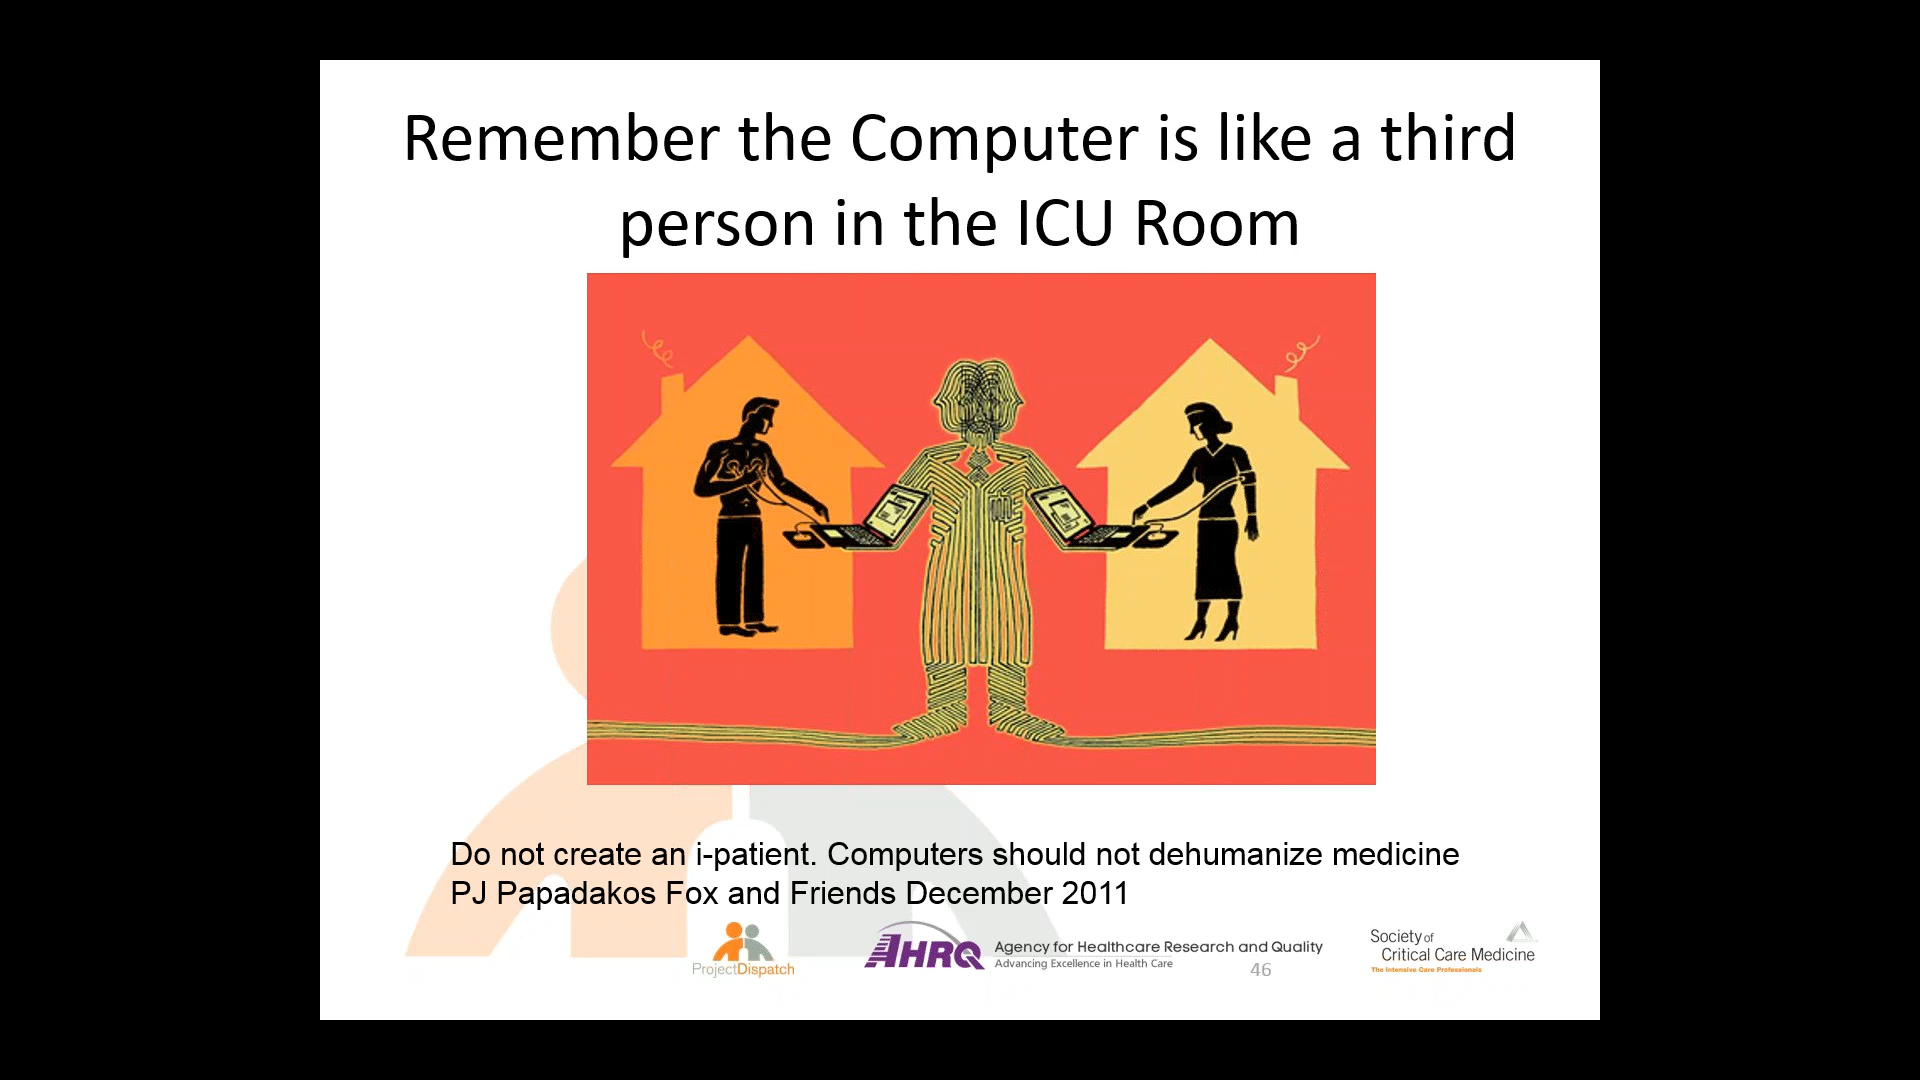 Remember the Computer is like a third
person in the ICU Room
Do not create an i-patient. Computers should not dehumanize medicine
PJ Papadakos Fox and Friends December 2011
ProjectDispatch
AHRQ
Agency for Healthcare Research and Quality
Advancing Excellence in Health Care
46
Society of
Critical Care Medicine
The Intensive Care Professionals